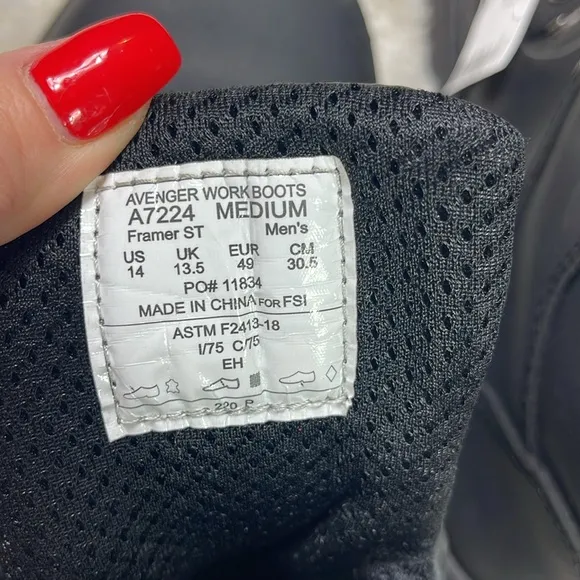 AVENGER WORK BOOTS
A7224 MEDIUM
Framer ST Men's
US UK EUR CM
14 13.5 49 30.5
PO# 11834
MADE IN CHINA FOR FSI
ASTM F2413-18
I/75 C/75
EH
220 P